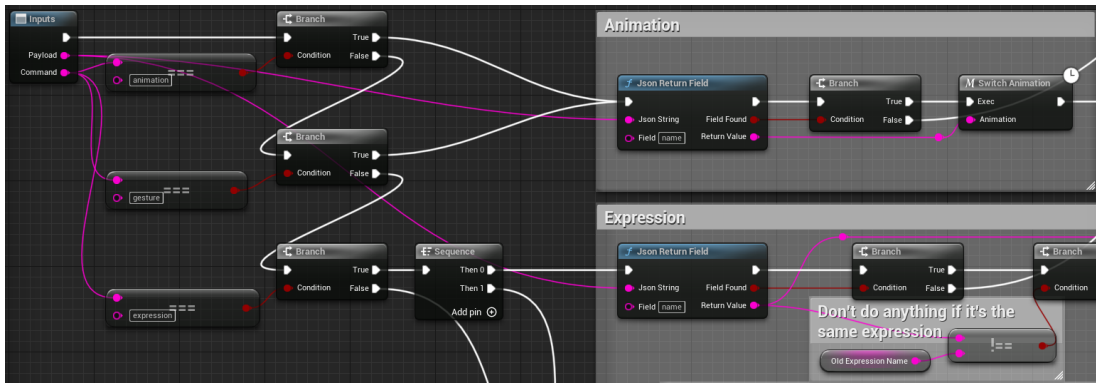 Inputs
Payload
Command
===
animation
Branch
Condition
True
False
===
gesture
Branch
Condition
True
False
===
expression
Branch
Condition
True
False
Sequence
Then 0
Then 1
Add pin
Animation
f Json Return Field
Json String
Field name
Field Found
Return Value
Branch
Condition
True
False
M Switch Animation
Exec
Animation
Expression
f Json Return Field
Json String
Field name
Field Found
Return Value
Branch
Condition
True
False
Branch
Condition
Don't do anything if it's the
same expression
Old Expression Name
!==